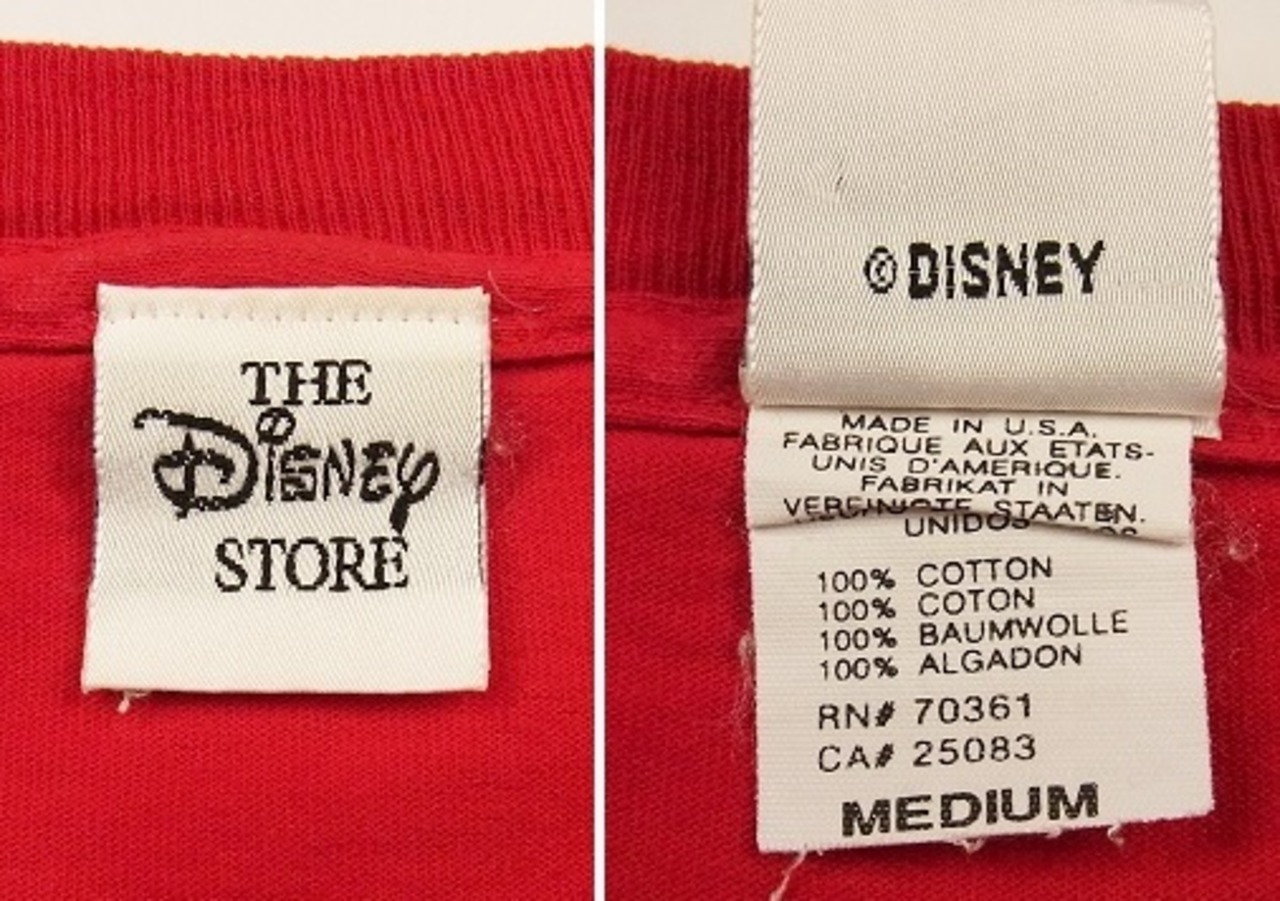 THE
Disney
STORE
©DISNEY
MADE IN U.S.A.
FABRIQUE AUX ETATS-
UNIS D'AMERIQUE.
FABRIKAT IN
VEREINIGTE STAATEN.
UNIDOS
100% COTTON
100% COTON
100% BAUMWOLLE
100% ALGADON
RN# 70361
CA# 25083
MEDIUM